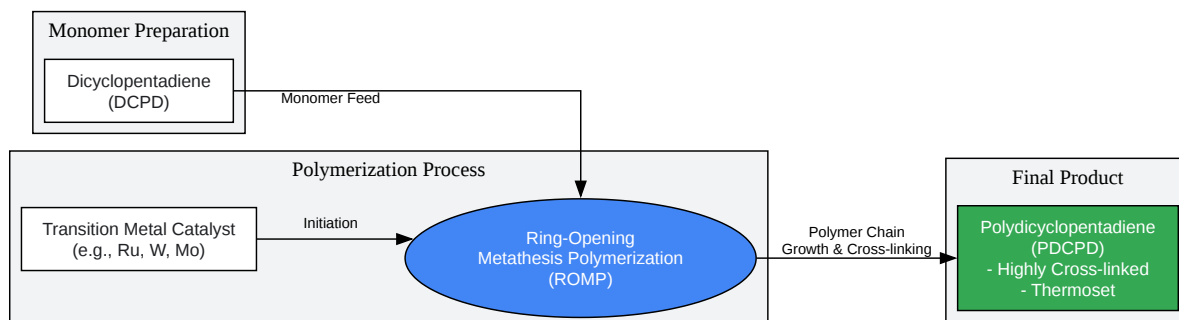 Monomer Preparation
Dicyclopentadiene
(DCPD)
Monomer Feed
Polymerization Process
Transition Metal Catalyst
(e.g., Ru, W, Mo)
Initiation
Ring-Opening
Metathesis Polymerization
(ROMP)
Polymer Chain
Growth & Cross-linking
Final Product
Polydicyclopentadiene
(PDCPD)
- Highly Cross-linked
- Thermoset